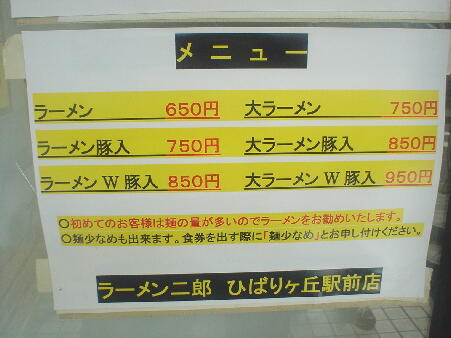 メニュー
ラーメン 650円 大ラーメン 750円
ラーメン豚入 750円 大ラーメン豚入 850円
ラーメンW豚入 850円 大ラーメンW豚入 950円
○初めてのお客様は麺の量が多いのでラーメンをお勧めいたします。
○麺少なめも出来ます。食券を出す際に「麺少なめ」とお申し付けください。
ラーメン二郎 ひばりヶ丘駅前店